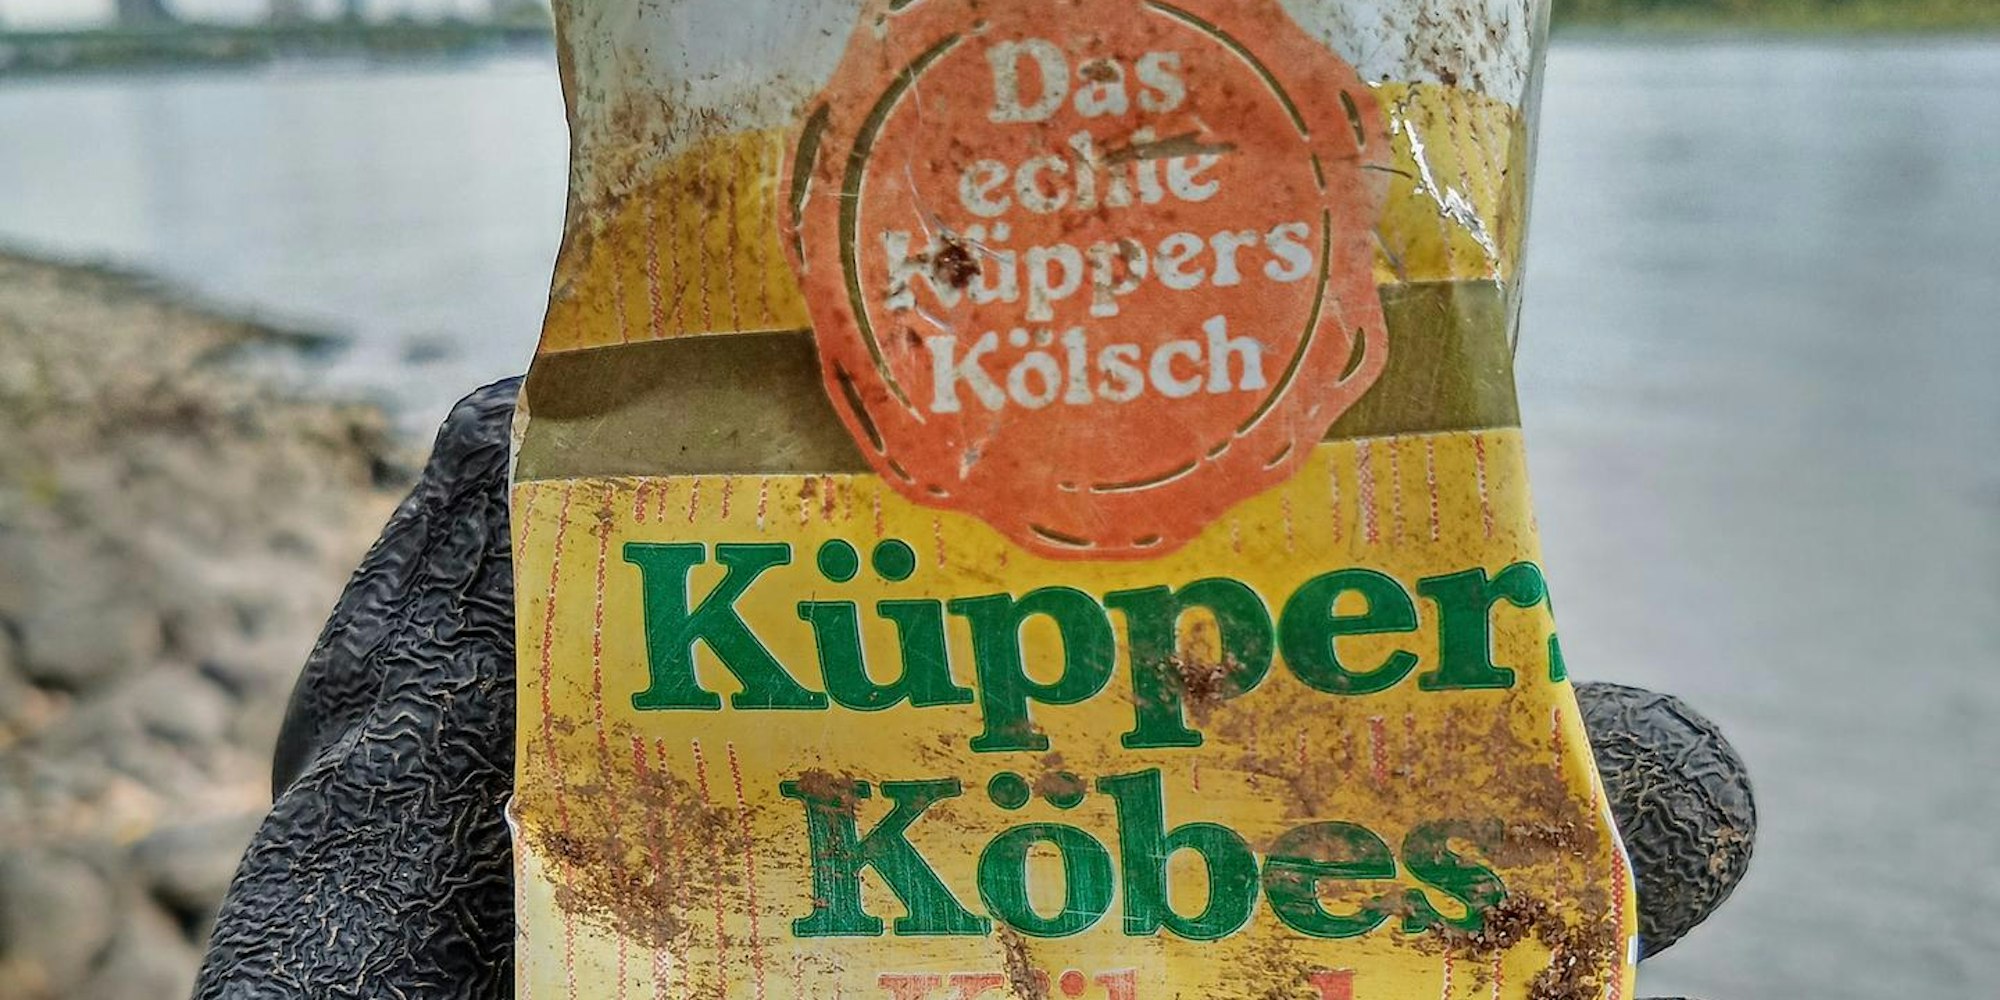 Das
echte
Küppers
Kölsch
Küppers
Köbes